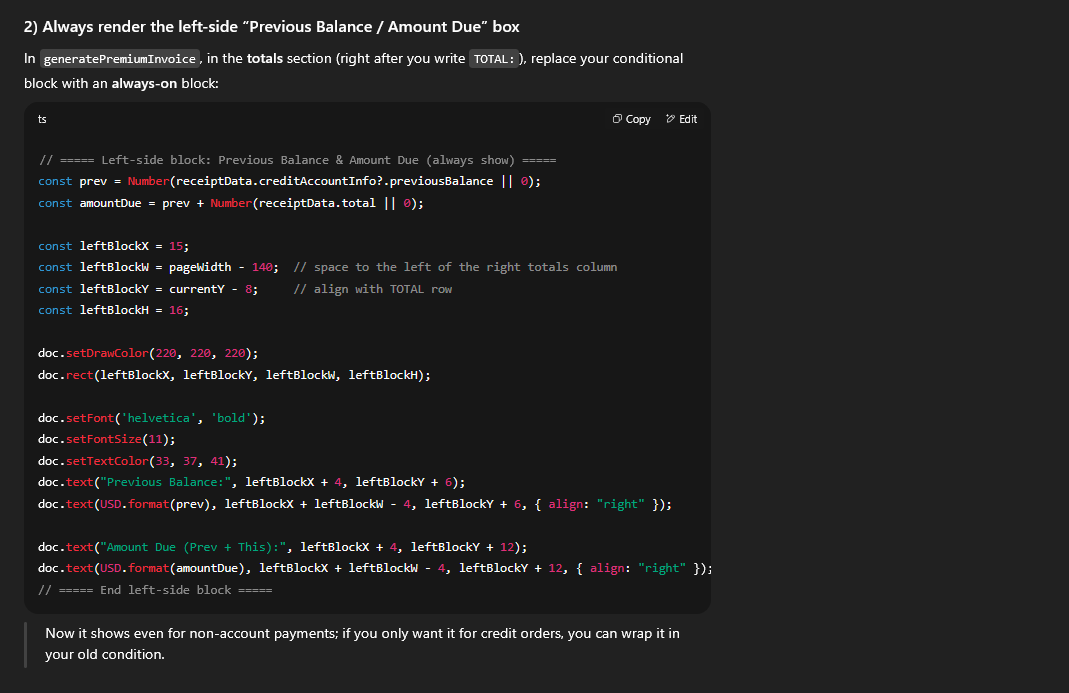 2) Always render the left-side “Previous Balance / Amount Due” box
In generatePremiumInvoice, in the totals section (right after you write TOTAL:), replace your conditional
block with an always-on block:
ts
Copy
Edit
// ===== Left-side block: Previous Balance & Amount Due (always show) =====
const prev = Number(receiptData.creditAccountInfo?.previousBalance || 0);
const amountDue = prev + Number(receiptData.total || 0);
const leftBlockX = 15;
const leftBlockW = pageWidth - 140;  // space to the left of the right totals column
const leftBlockY = currentY - 8;     // align with TOTAL row
const leftBlockH = 16;
doc.setDrawColor(220, 220, 220);
doc.rect(leftBlockX, leftBlockY, leftBlockW, leftBlockH);
doc.setFont('helvetica', 'bold');
doc.setFontSize(11);
doc.setTextColor(33, 37, 41);
doc.text("Previous Balance:", leftBlockX + 4, leftBlockY + 6);
doc.text(USD.format(prev), leftBlockX + leftBlockW - 4, leftBlockY + 6, { align: "right" });
doc.text("Amount Due (Prev + This):", leftBlockX + 4, leftBlockY + 12);
doc.text(USD.format(amountDue), leftBlockX + leftBlockW - 4, leftBlockY + 12, { align: "right" });
// ===== End left-side block =====
Now it shows even for non-account payments; if you only want it for credit orders, you can wrap it in
your old condition.